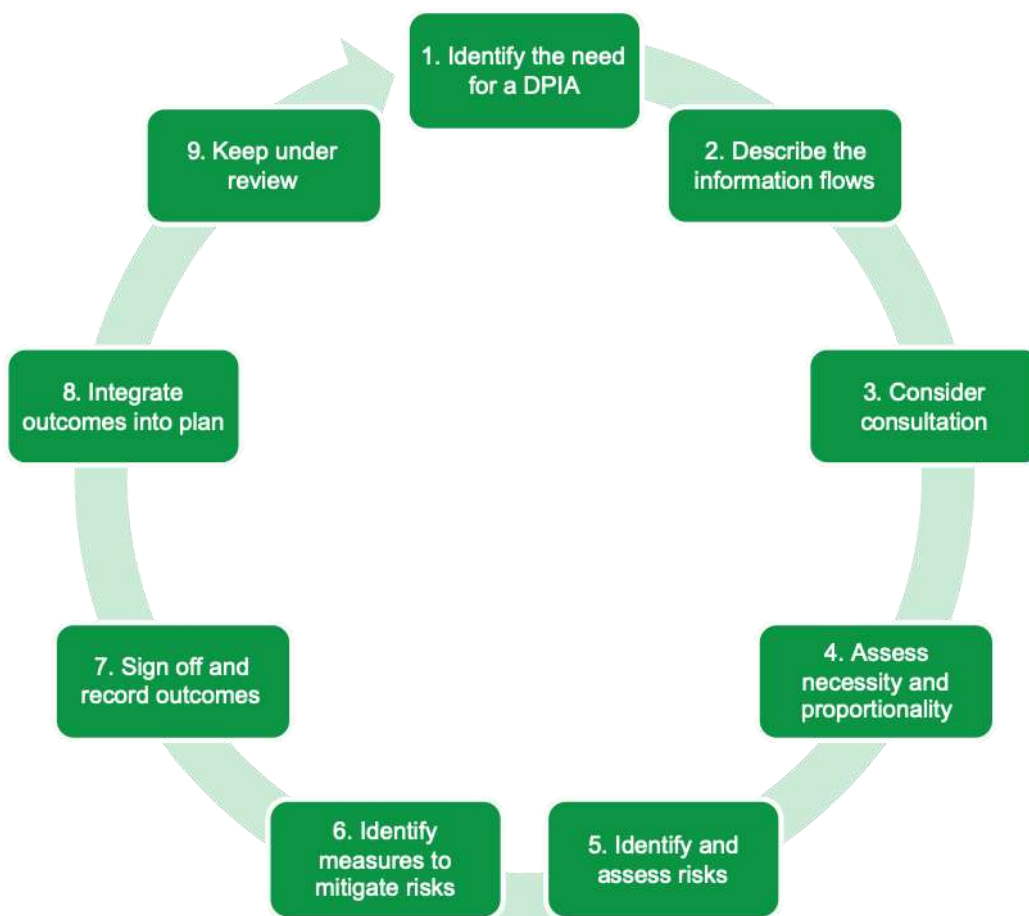 1. Identify the need
for a DPIA
2. Describe the
information flows
3. Consider
consultation
4. Assess
necessity and
proportionality
5. Identify and
assess risks
6. Identify
measures to
mitigate risks
7. Sign off and
record outcomes
8. Integrate
outcomes into plan
9. Keep under
review